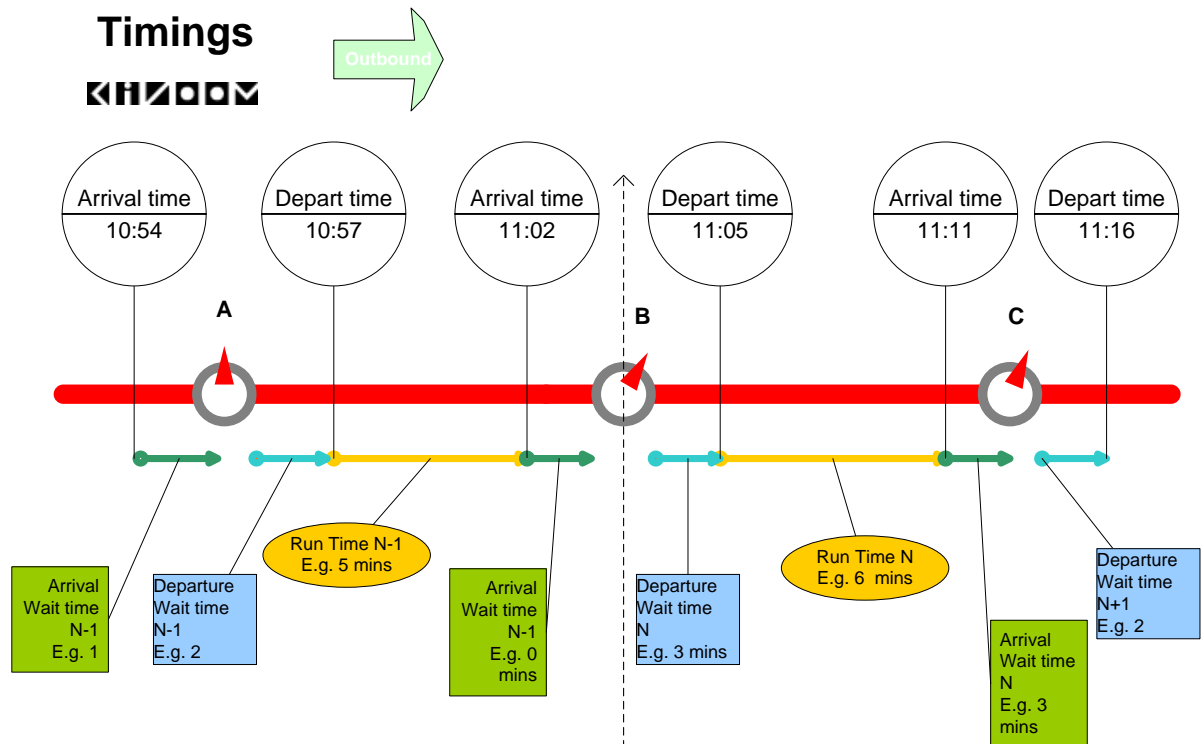 Timings
Outbound
KIZOOM
Arrival time
10:54
Depart time
10:57
Arrival time
11:02
Depart time
11:05
Arrival time
11:11
Depart time
11:16
A
B
C
Run Time N-1
E.g. 5 mins
Run Time N
E.g. 6 mins
Arrival
Wait time
N-1
E.g. 1
Departure
Wait time
N-1
E.g. 2
Arrival
Wait time
N-1
E.g. 0
mins
Departure
Wait time
N
E.g. 3 mins
Arrival
Wait time
N
E.g. 3
mins
Departure
Wait time
N+1
E.g. 2